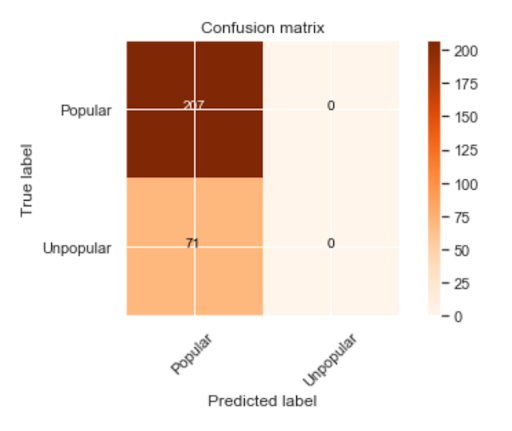 Confusion matrix
Popular
Unpopular
True label
207
0
71
0
200
175
150
125
100
75
50
25
0
Popular
Unpopular
Predicted label